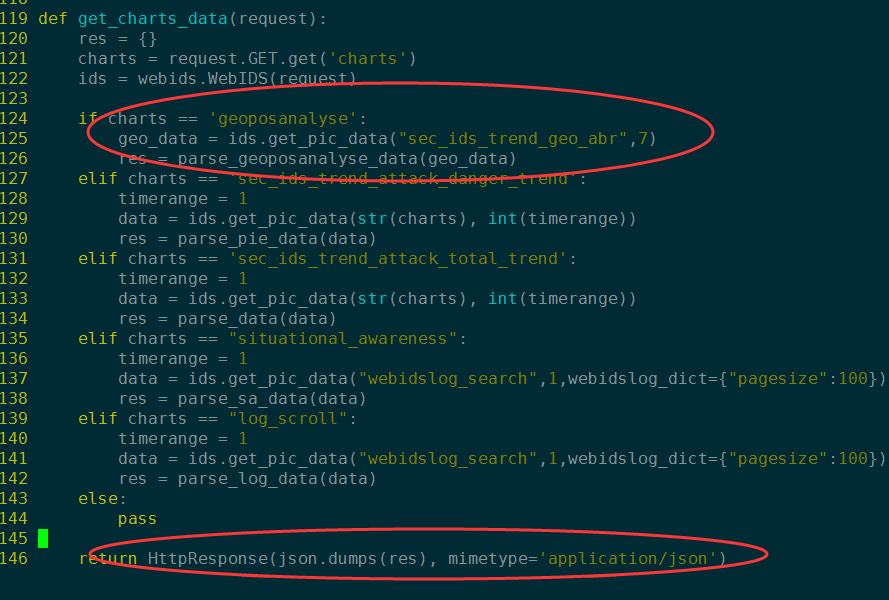 119 def get_charts_data(request):
120     res = {}
121     charts = request.GET.get('charts')
122     ids = webids.WebIDS(request)
123
124     if charts == 'geoposanalyse':
125         geo_data = ids.get_pic_data("sec_ids_trend_geo_abr",7)
126         res = parse_geoposanalyse_data(geo_data)
127     elif charts == 'sec_ids_trend_attack_danger_trend':
128         timerange = 1
129         data = ids.get_pic_data(str(charts), int(timerange))
130         res = parse_pie_data(data)
131     elif charts == 'sec_ids_trend_attack_total_trend':
132         timerange = 1
133         data = ids.get_pic_data(str(charts), int(timerange))
134         res = parse_data(data)
135     elif charts == "situational_awareness":
136         timerange = 1
137         data = ids.get_pic_data("webidslog_search",1,webidslog_dict={"pagesize":100})
138         res = parse_sa_data(data)
139     elif charts == "log_scroll":
140         timerange = 1
141         data = ids.get_pic_data("webidslog_search",1,webidslog_dict={"pagesize":100})
142         res = parse_log_data(data)
143     else:
144         pass
145
146     return HttpResponse(json.dumps(res), mimetype='application/json')